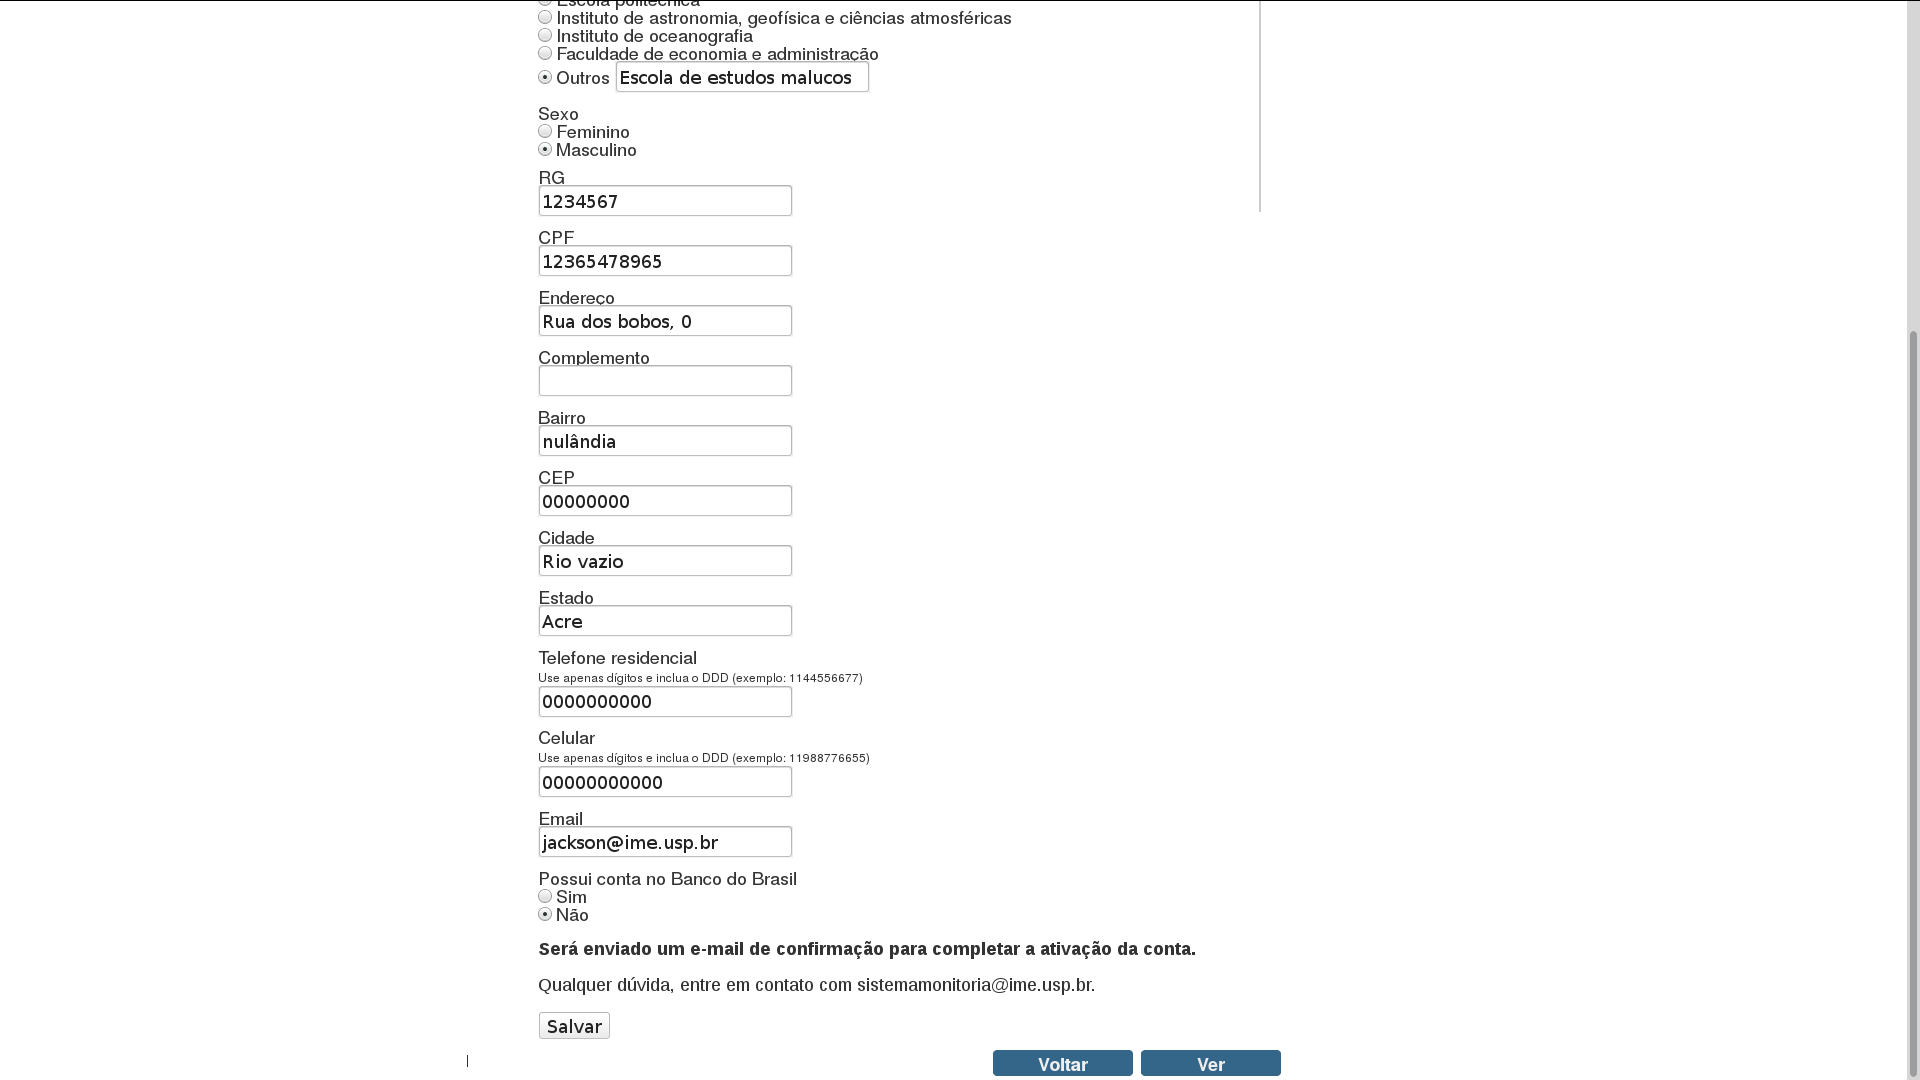 Escola politécnica
Instituto de astronomia, geofísica e ciências atmosféricas
Instituto de oceanografia
Faculdade de economia e administração
Outros Escola de estudos malucos
Sexo
Feminino
Masculino
RG
1234567
CPF
12365478965
Endereço
Rua dos bobos, 0
Complemento
Bairro
nulândia
CEP
00000000
Cidade
Rio vazio
Estado
Acre
Telefone residencial
Use apenas dígitos e inclua o DDD (exemplo: 1144556677)
0000000000
Celular
Use apenas dígitos e inclua o DDD (exemplo: 11988776655)
00000000000
Email
jackson@ime.usp.br
Possui conta no Banco do Brasil
Sim
Não
Será enviado um e-mail de confirmação para completar a ativação da conta.
Qualquer dúvida, entre em contato com sistemamonitoria@ime.usp.br.
Salvar
Voltar Ver